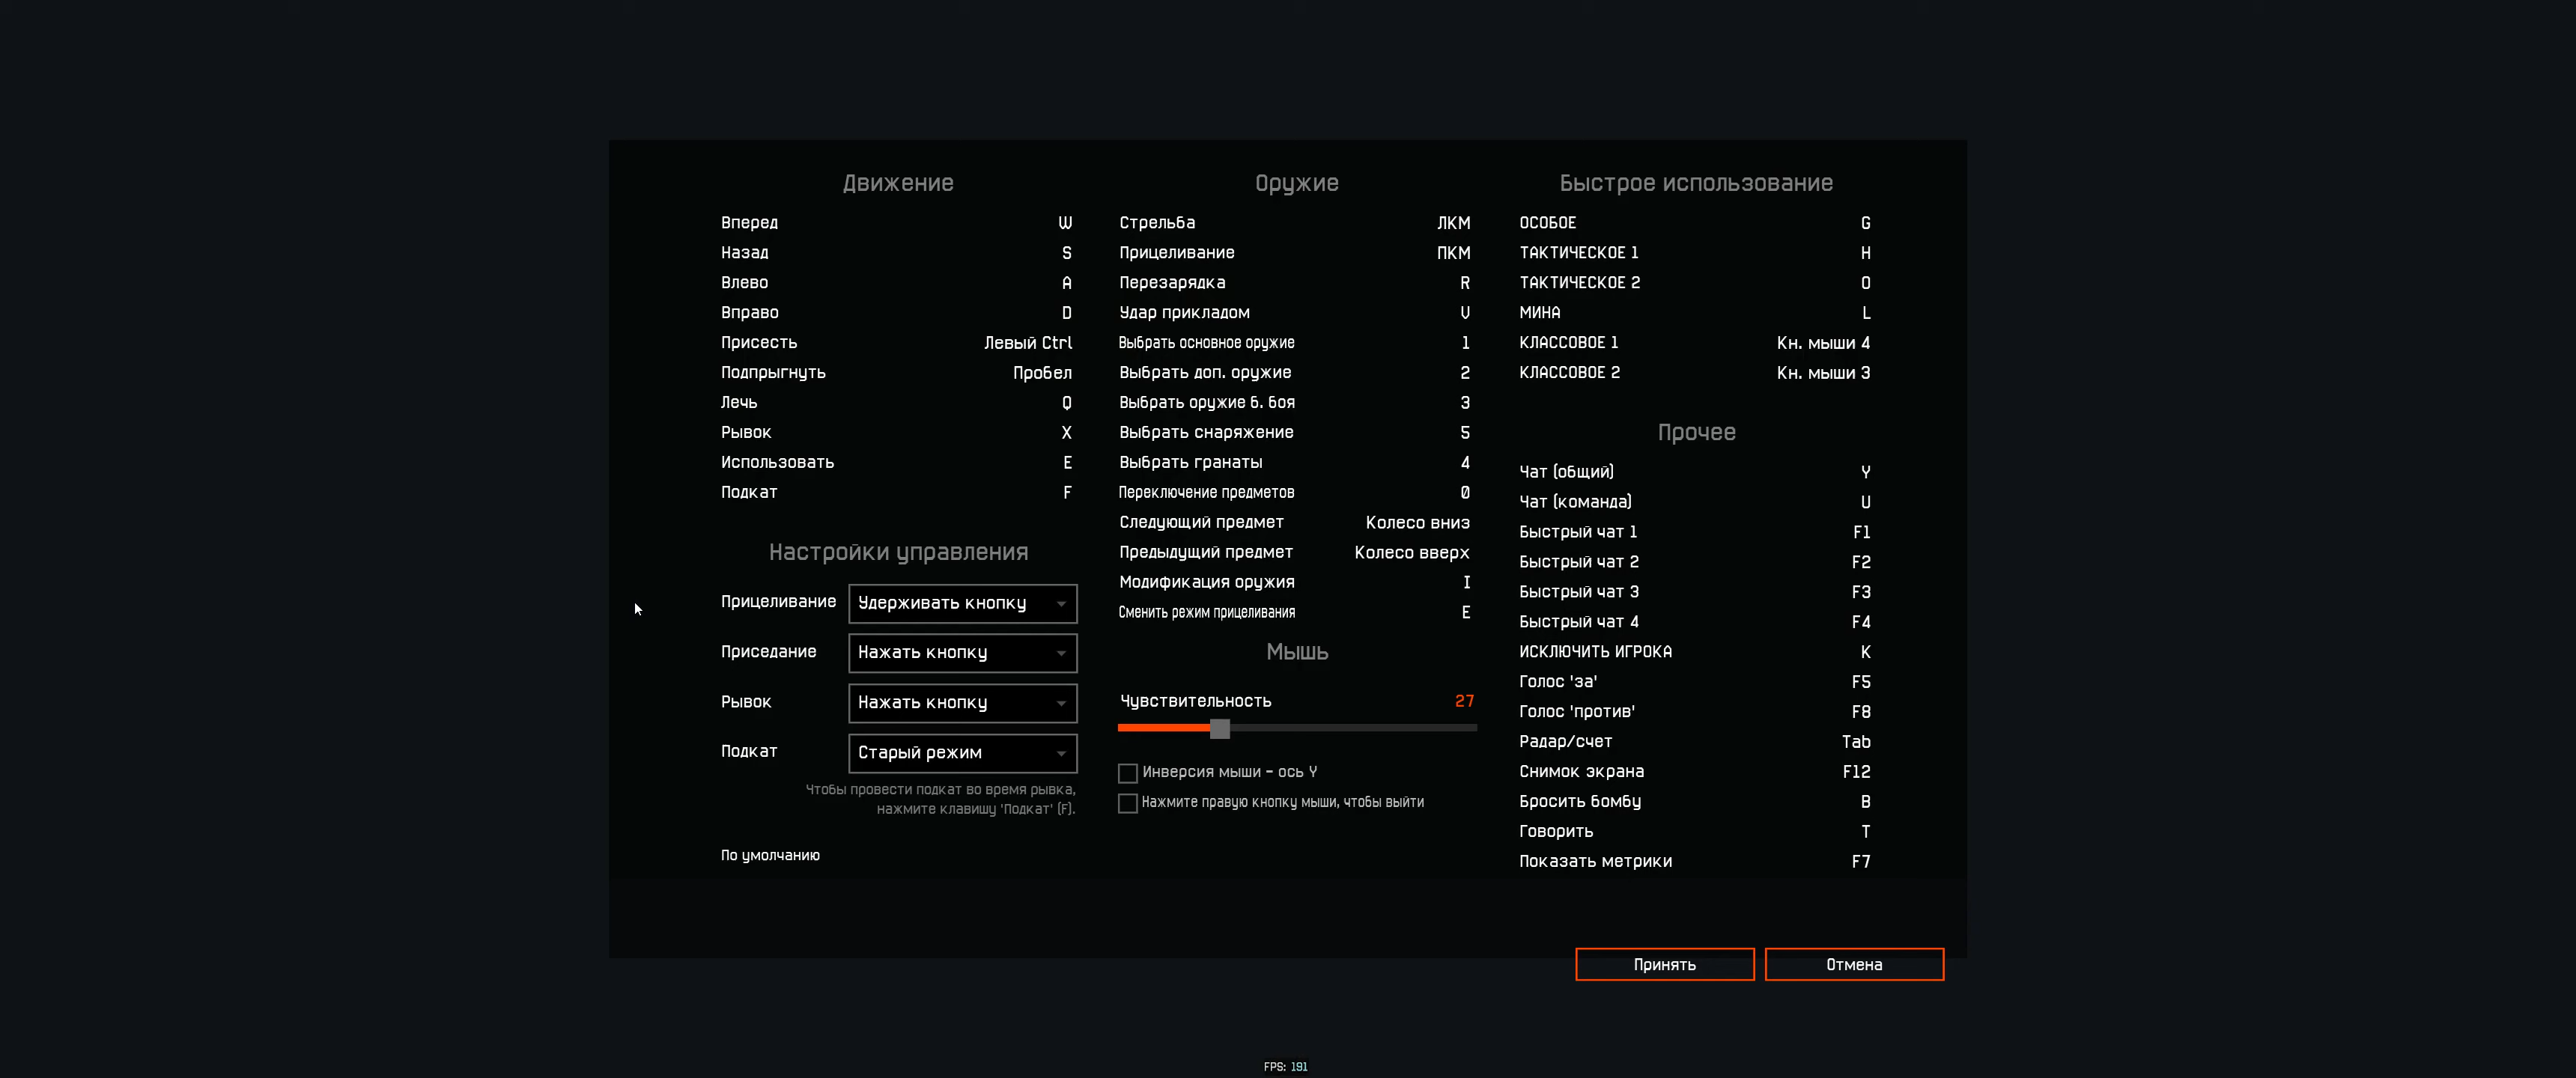 Движение
Вперед W
Назад S
Влево A
Вправо D
Присесть Левый Ctrl
Подпрыгнуть Пробел
Лечь Q
Рывок X
Использовать E
Подкат F
Настройки управления
Прицеливание Удерживать кнопку
Приседание Нажать кнопку
Рывок Нажать кнопку
Подкат Старый режим
Чтобы провести подкат во время рывка,
нажмите клавишу 'Подкат' (F).
По умолчанию
Оружие
Стрельба ЛКМ
Прицеливание ПКМ
Перезарядка R
Удар прикладом V
Выбрать основное оружие 1
Выбрать доп. оружие 2
Выбрать оружие б. боя 3
Выбрать снаряжение 5
Выбрать гранаты 4
Переключение предметов 0
Следующий предмет Колесо вниз
Предыдущий предмет Колесо вверх
Модификация оружия I
Сменить режим прицеливания E
Мышь
Чувствительность 27
Инверсия мыши - ось Y
Нажмите правую кнопку мыши, чтобы выйти
Быстрое использование
ОСОБОЕ G
ТАКТИЧЕСКОЕ 1 H
ТАКТИЧЕСКОЕ 2 O
МИНА L
КЛАССОВОЕ 1 Кн. мыши 4
КЛАССОВОЕ 2 Кн. мыши 3
Прочее
Чат (общий) Y
Чат (команда) U
Быстрый чат 1 F1
Быстрый чат 2 F2
Быстрый чат 3 F3
Быстрый чат 4 F4
ИСКЛЮЧИТЬ ИГРОКА K
Голос 'за' F5
Голос 'против' F8
Радар/счет Tab
Снимок экрана F12
Бросить бомбу B
Говорить T
Показать метрики F7
Принять Отмена
FPS: 191